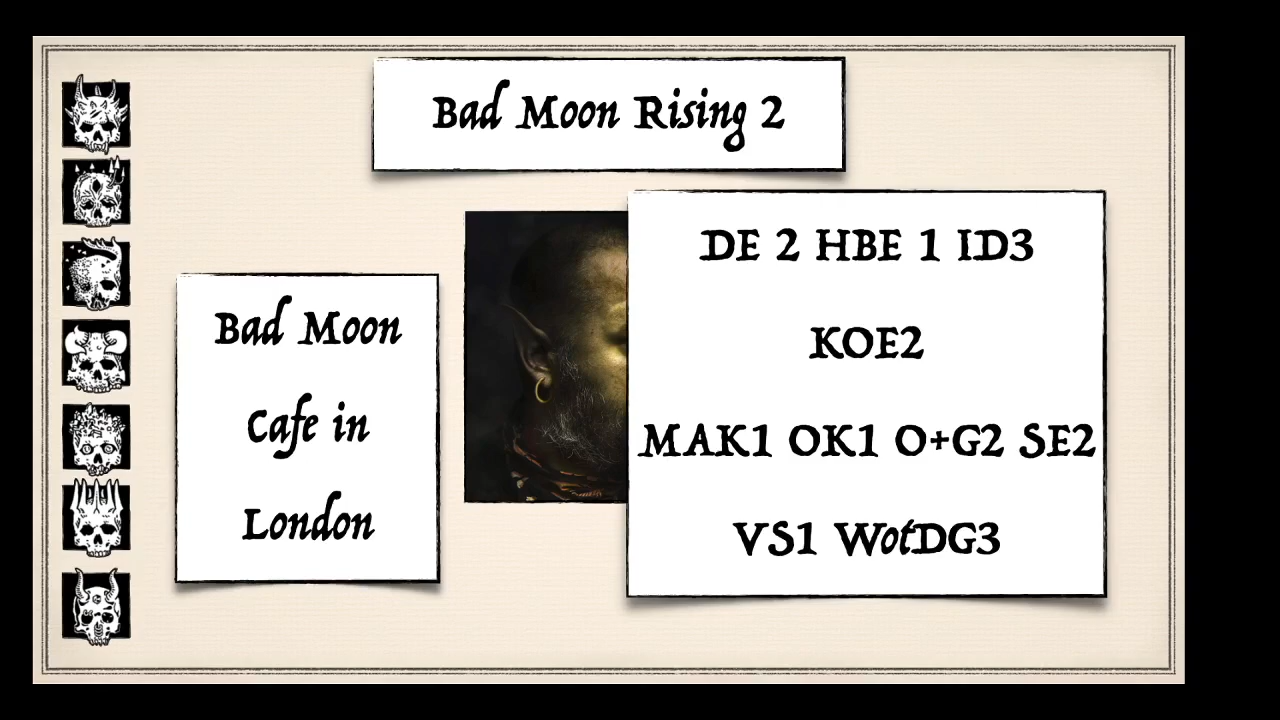 Bad Moon Rising 2
Bad Moon
Cafe in
London
DE 2 HBE 1 ID3
KOE2
MAK1 OK1 O+G2 SE2
VS1 WotDG3